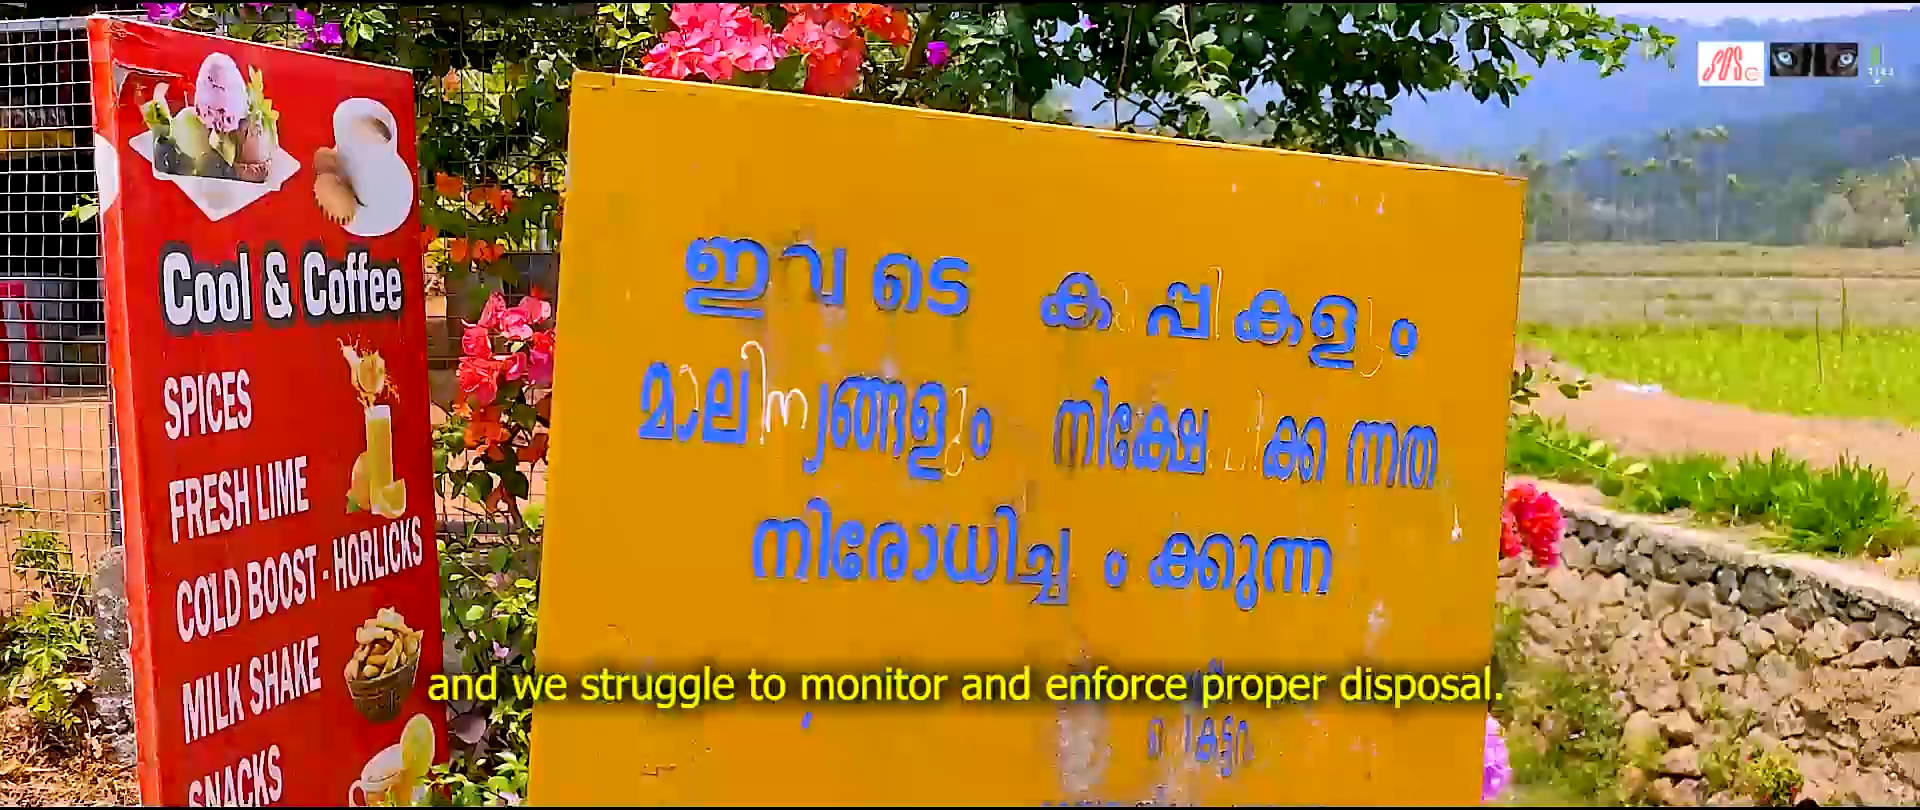 Cool & Coffee
SPICES
FRESH LIME
COLD BOOST - HORLICKS
MILK SHAKE
SNACKS
ഇവ ടെ കുപ്പികളും
മാലിന്യങ്ങളും നിക്ഷേ പിക്കു ന്നത
നിരോധിച്ച ം ക്കുന്ന
and we struggle to monitor and enforce proper disposal.